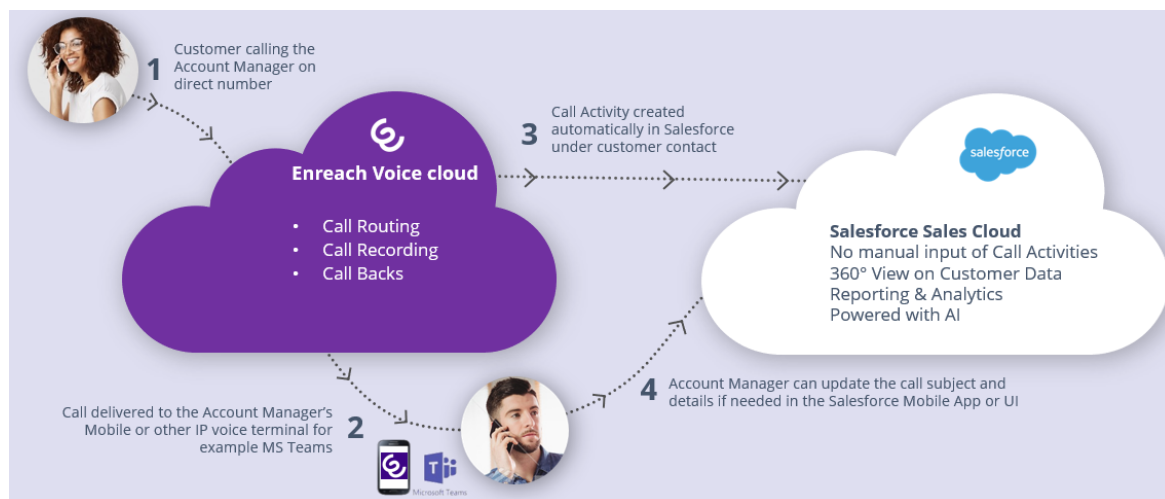 1
Customer calling the
Account Manager on
direct number
Enreach Voice cloud
• Call Routing
• Call Recording
• Call Backs
3
Call Activity created
automatically in Salesforce
under customer contact
salesforce
Salesforce Sales Cloud
No manual input of Call Activities
360° View on Customer Data
Reporting & Analytics
Powered with AI
2
Call delivered to the Account Manager's
Mobile or other IP voice terminal for
example MS Teams
T
Microsoft Teams
4
Account Manager can update the call subject and
details if needed in the Salesforce Mobile App or UI